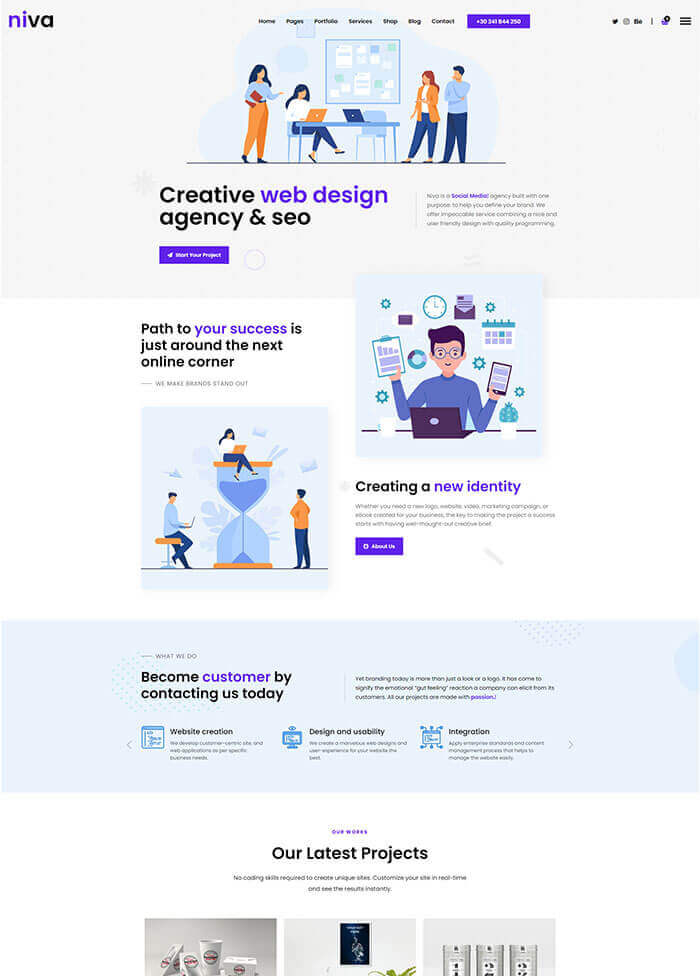 niva
Home Pages Portfolio Services Shop Blog Contact +30 241 844 250
Creative web design
agency & seo
Niva is a Social Media! agency built with one
purpose: to help you define your brand. We
offer impeccable service combining a nice and
user friendly design with quality programming.
Start Your Project
Path to your success is
just around the next
online corner
WE MAKE BRANDS STAND OUT
Creating a new identity
Whether you need a new logo, website, video, marketing campaign, or
ebook created for your business, the key to making the project a success
starts with having well-thought-out creative brief.
About Us
WHAT WE DO
Become customer by
contacting us today
Yet branding today is more than just a look or a logo. It has come to
signify the emotional “gut feeling” reaction a company can elicit from its
customers. All our projects are made with passion.!
Website creation
We develop customer-centric site, and
web applications as per specific
business needs.
Design and usability
We create a marvelous web designs and
user-experience for your website the
best.
Integration
Apply enterprise standards and content
management process that helps to
manage the website easily.
OUR WORKS
Our Latest Projects
No coding skills required to create unique sites. Customize your site in real-time
and see the results instantly.